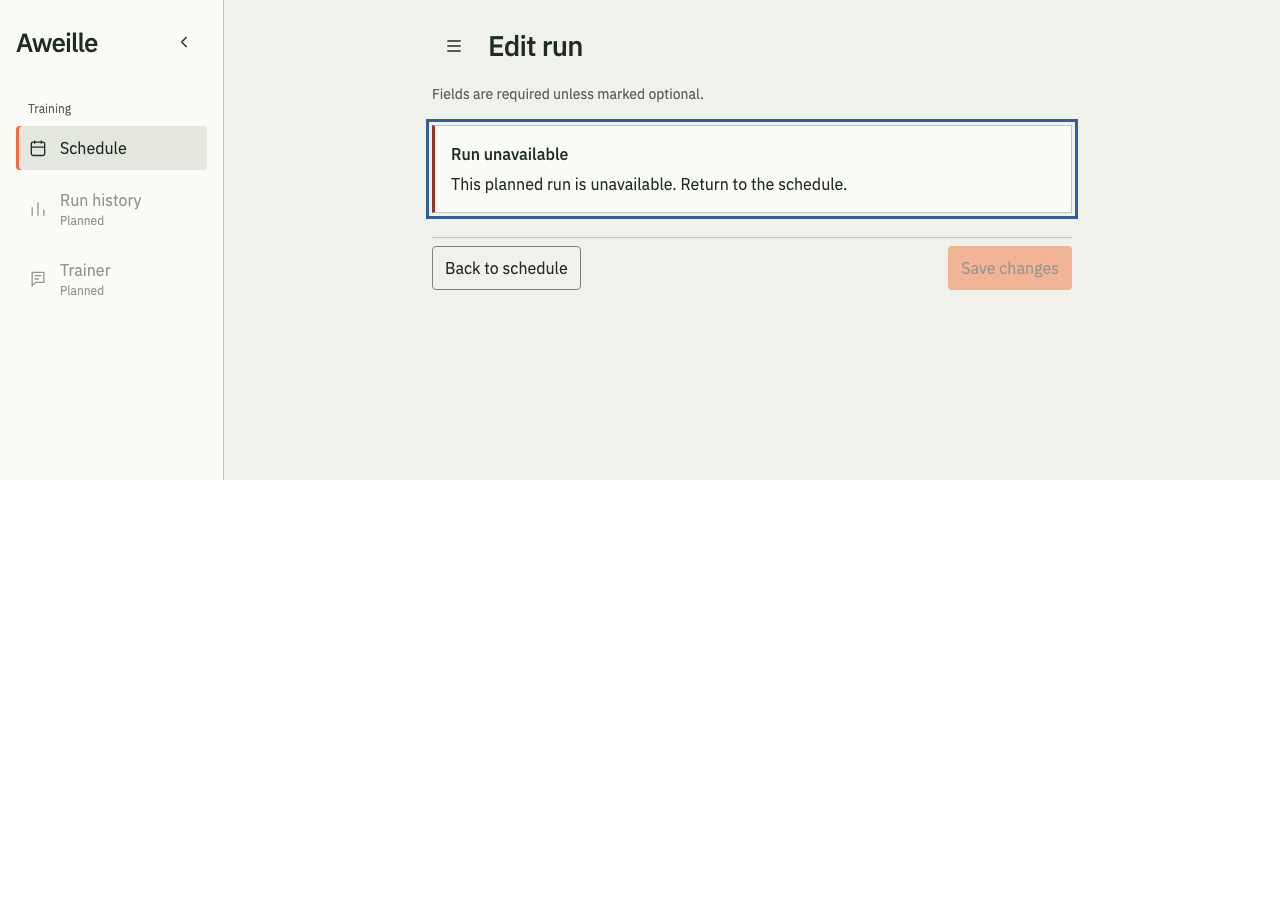 Aweille
Training
Schedule
Run history
Planned
Trainer
Planned
Edit run
Fields are required unless marked optional.
Run unavailable
This planned run is unavailable. Return to the schedule.
Back to schedule
Save changes